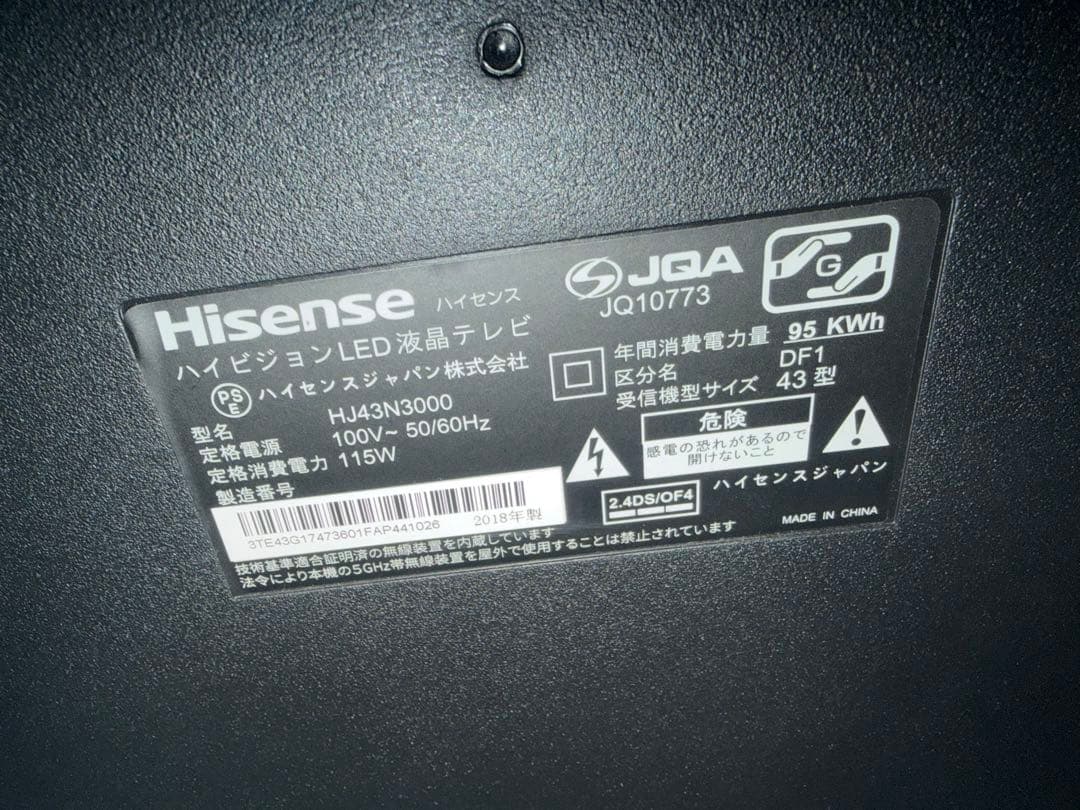 Hisense ハイセンス
ハイビジョンLED液晶テレビ
PSE ハイセンスジャパン株式会社
型名 HJ43N3000
定格電源 100V~ 50/60Hz
定格消費電力 115W
製造番号
3TE43G17473601FAP441026 2018年製
技術基準適合証明済の無線装置を内蔵しています
法令により本機の5GHz帯無線装置を屋外で使用することは禁止されています
JQA
JQ10773
G
年間消費電力量 95 KWh
区分名 DF1
受信機型サイズ 43型
危険
感電の恐れがあるので
開けないこと
2.4DS/OF4
ハイセンスジャパン
MADE IN CHINA